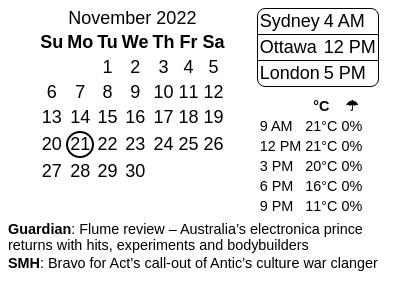 November 2022
Su Mo Tu We Th Fr Sa
1 2 3 4 5
6 7 8 9 10 11 12
13 14 15 16 17 18 19
20 21 22 23 24 25 26
27 28 29 30
Sydney 4 AM
Ottawa 12 PM
London 5 PM
°C ☂
9 AM 21°C 0%
12 PM 21°C 0%
3 PM 20°C 0%
6 PM 16°C 0%
9 PM 11°C 0%
Guardian: Flume review – Australia’s electronica prince
returns with hits, experiments and bodybuilders
SMH: Bravo for Act’s call-out of Antic’s culture war clanger